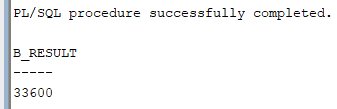 PL/SQL procedure successfully completed.
B_RESULT
-----
33600